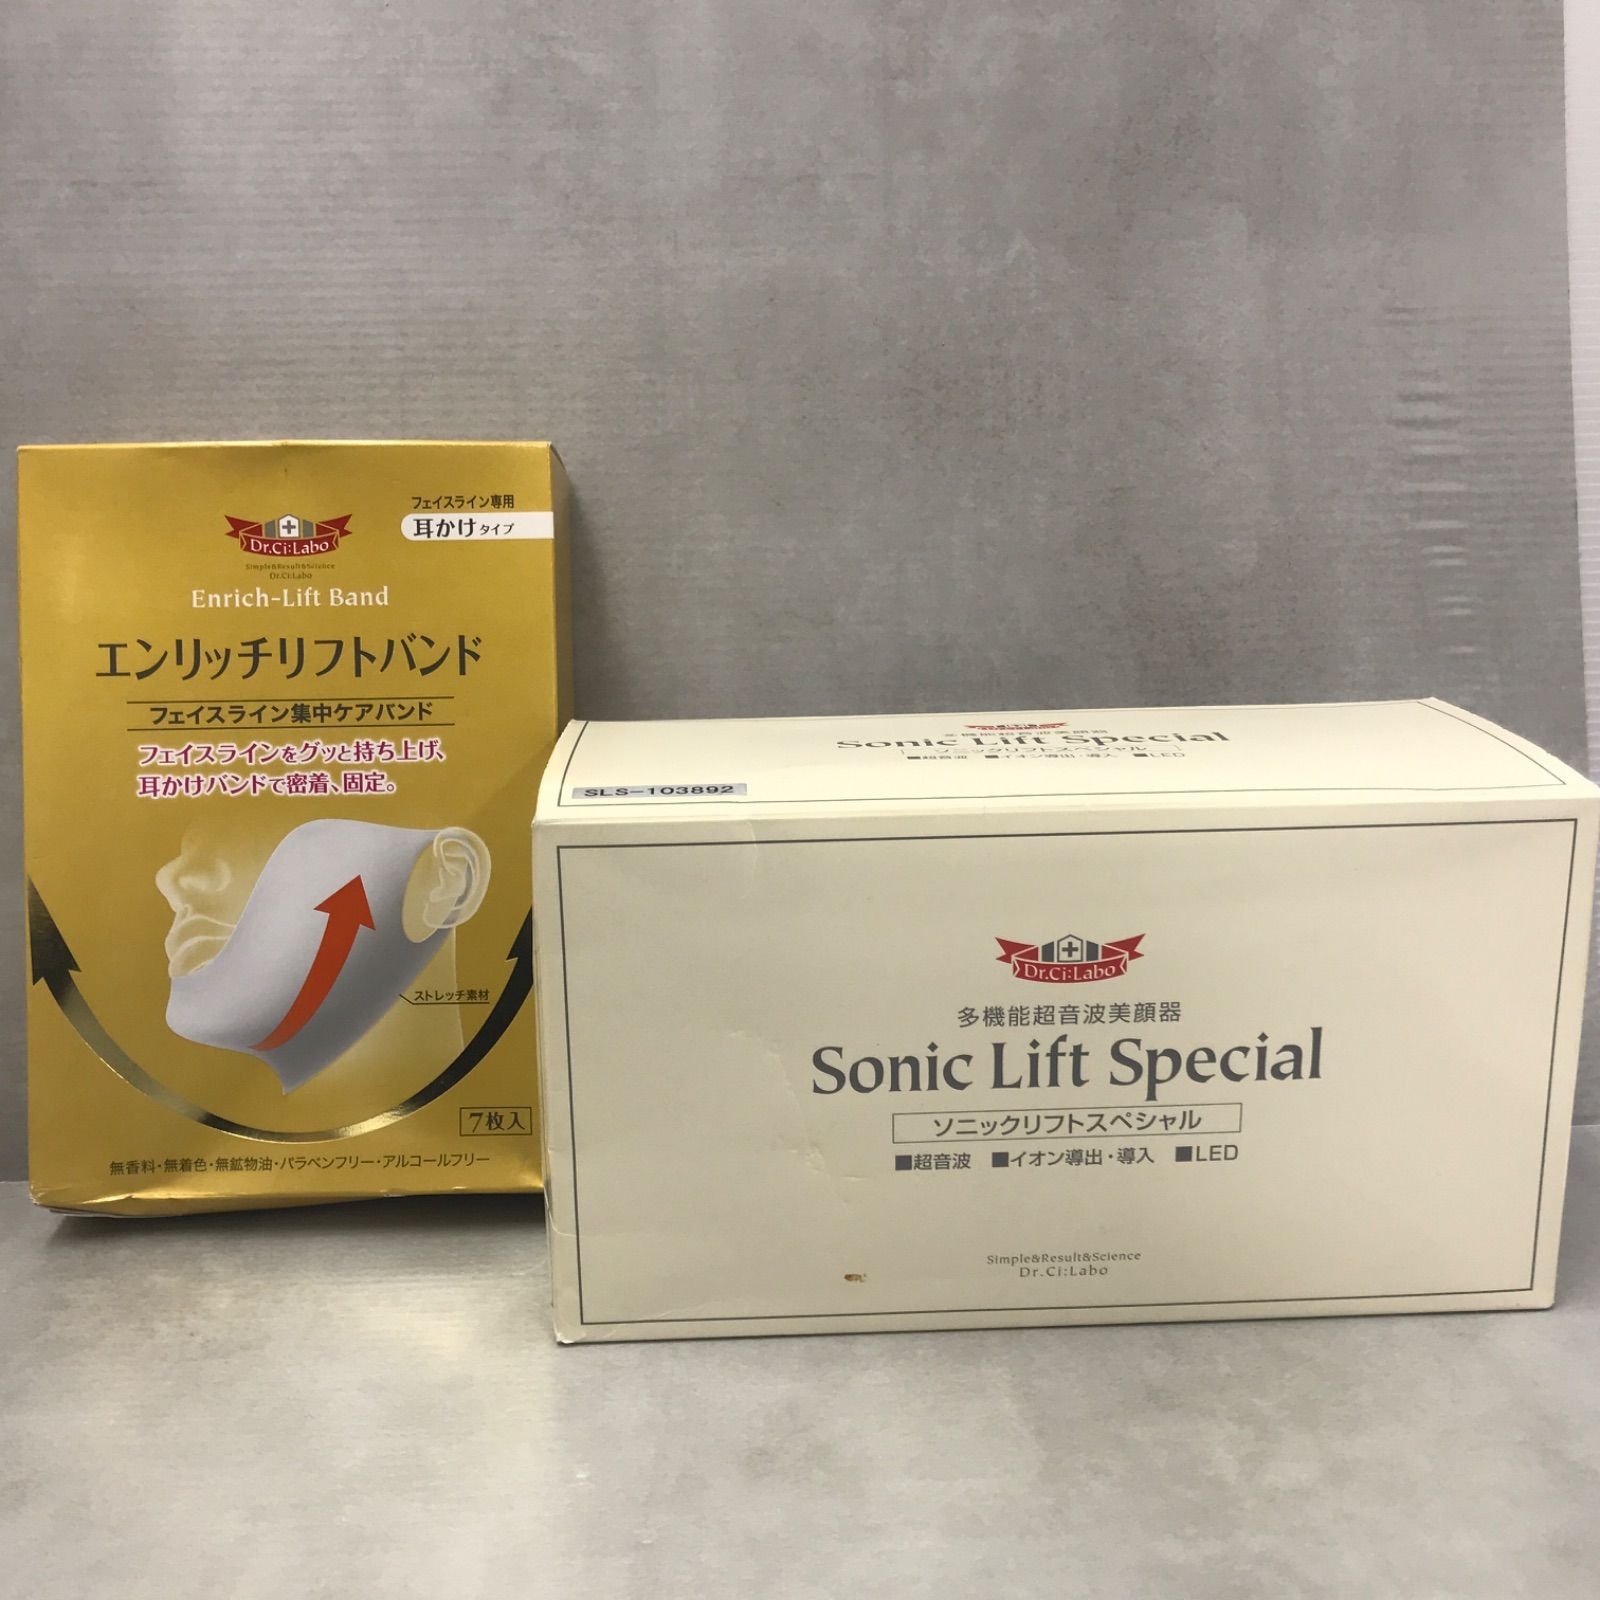 フェイスライン専用
耳かけタイプ
Dr.Ci:Labo
Simple&Result&Science
Dr.Ci:Labo
Enrich-Lift Band
エンリッチリフトバンド
フェイスライン集中ケアバンド
フェイスラインをグッと持ち上げ、
耳かけバンドで密着、固定。
ストレッチ素材
7枚入
無香料・無着色・無鉱物油・パラベンフリー・アルコールフリー
多機能超音波美顔器
Sonic Lift Special
ソニックリフトスペシャル
■超音波 ■イオン導出・導入 ■LED
SLS-103892
Dr.Ci:Labo
多機能超音波美顔器
Sonic Lift Special
ソニックリフトスペシャル
■超音波 ■イオン導出・導入 ■LED
Simple&Result&Science
Dr.Ci:Labo